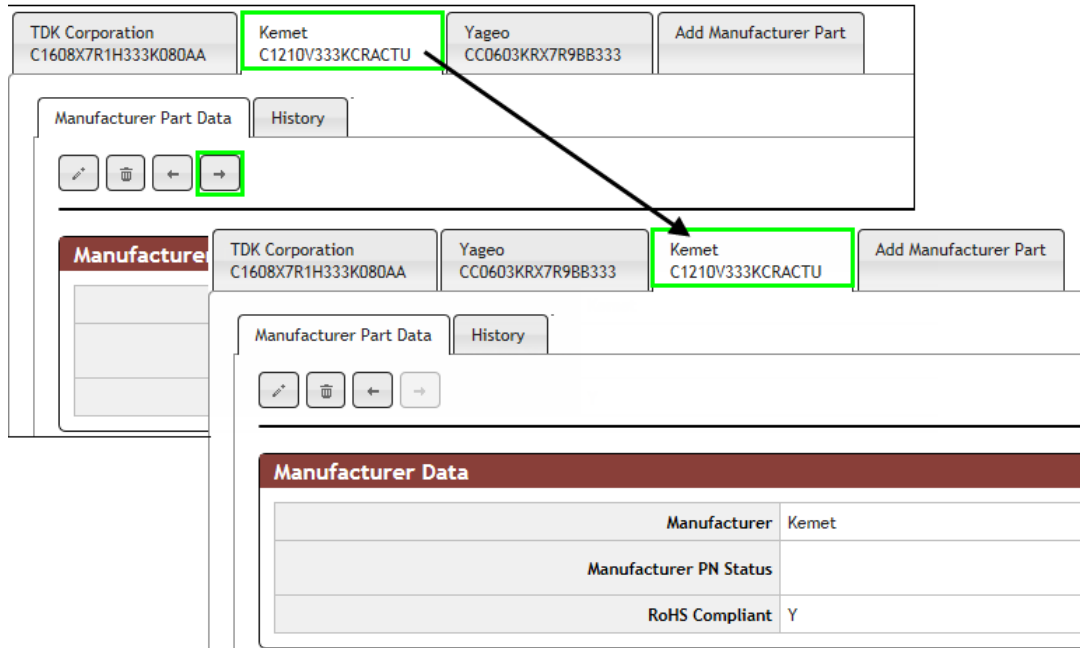 TDK Corporation
C1608X7R1H333K080AA
Kemet
C1210V333KCRACTU
Yageo
CC0603KRX7R9BB333
Add Manufacturer Part
Manufacturer Part Data
History
Manufacturer
TDK Corporation
C1608X7R1H333K080AA
Yageo
CC0603KRX7R9BB333
Kemet
C1210V333KCRACTU
Add Manufacturer Part
Manufacturer Part Data
History
Manufacturer Data
Manufacturer Kemet
Manufacturer PN Status
RoHS Compliant Y